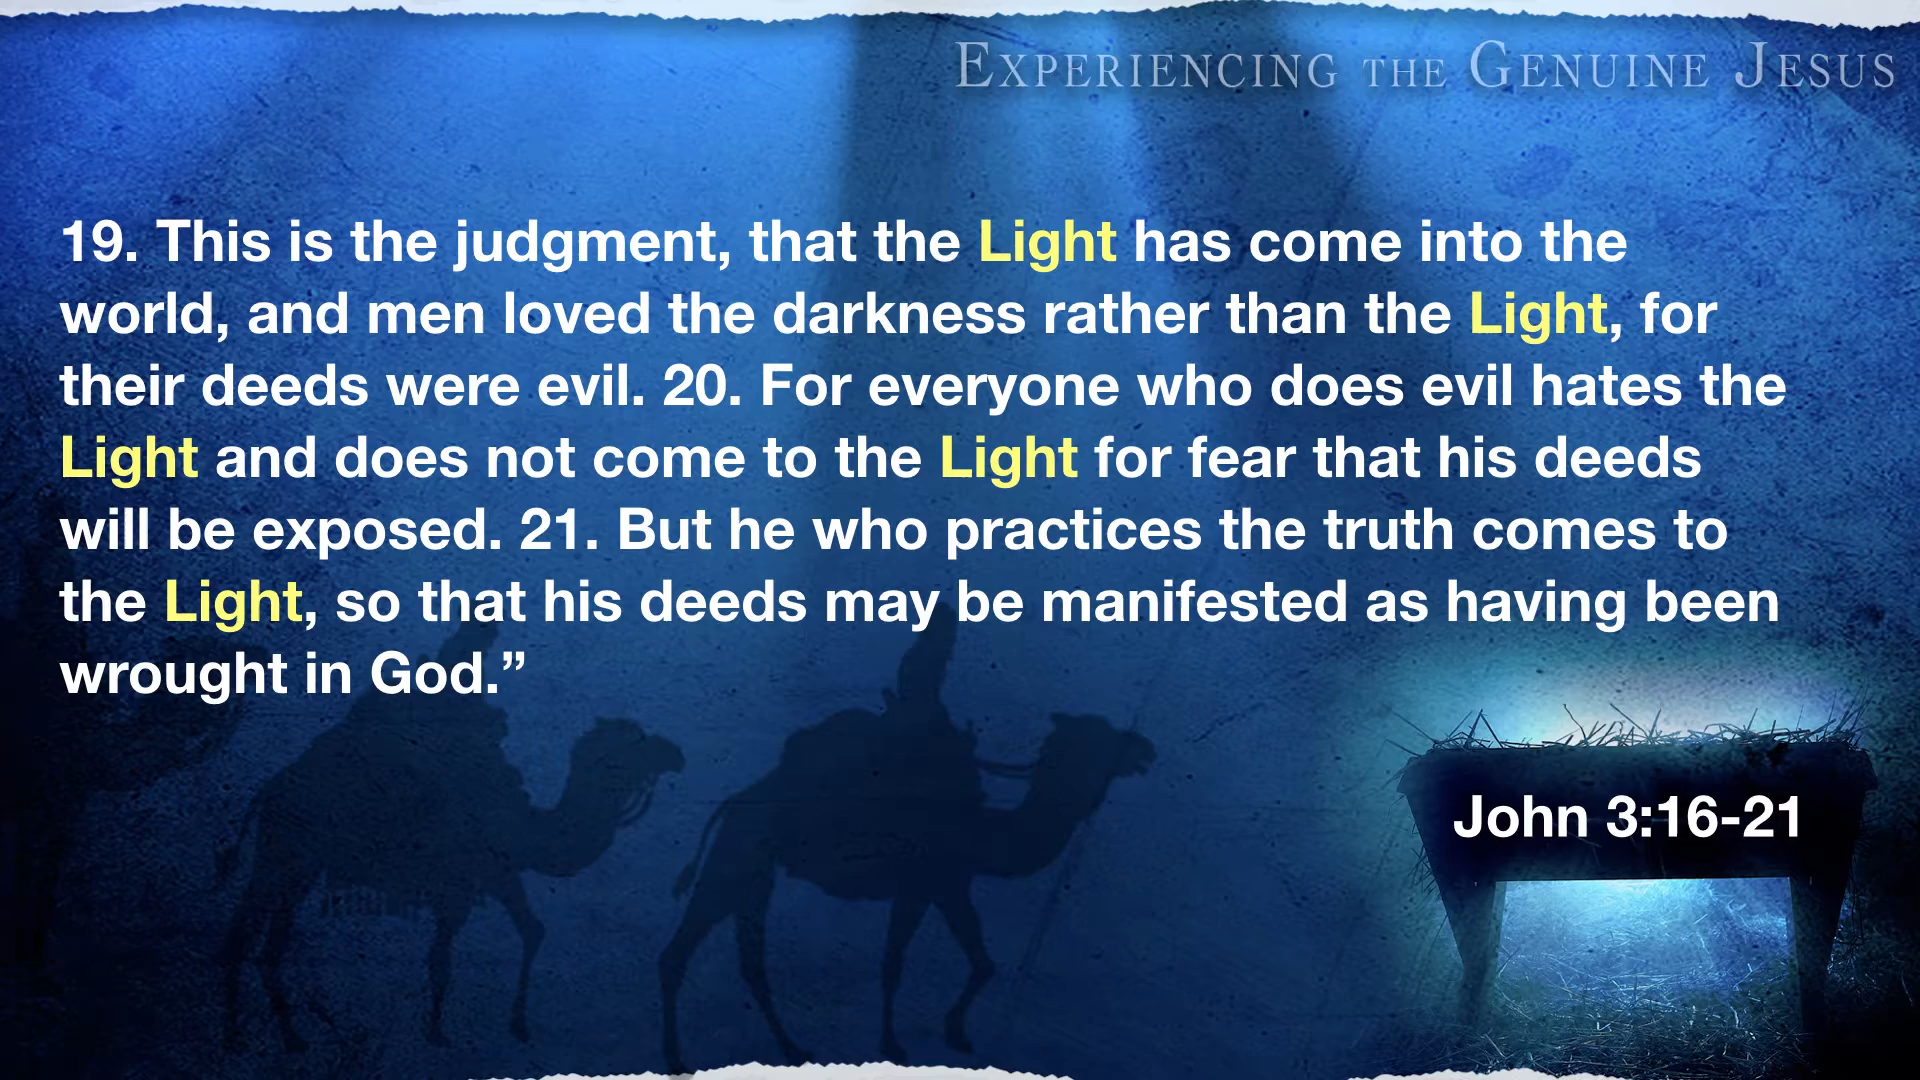 Experiencing the Genuine Jesus
19. This is the judgment, that the Light has come into the
world, and men loved the darkness rather than the Light, for
their deeds were evil. 20. For everyone who does evil hates the
Light and does not come to the Light for fear that his deeds
will be exposed. 21. But he who practices the truth comes to
the Light, so that his deeds may be manifested as having been
wrought in God.”
John 3:16-21